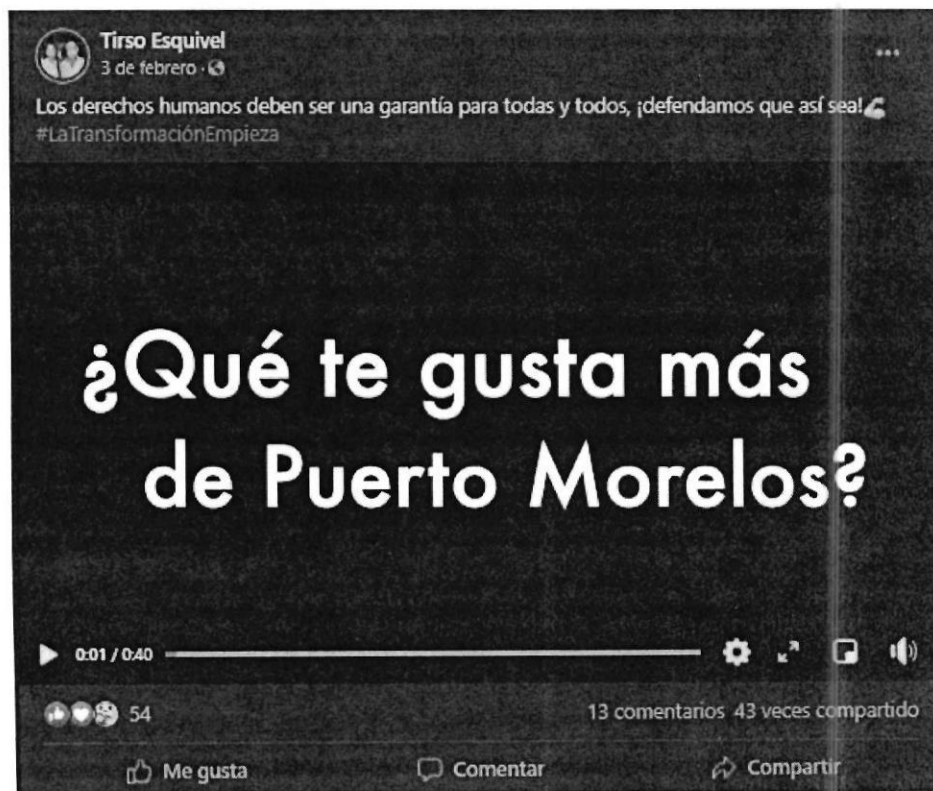 Tirso Esquivel
3 de febrero ·
Los derechos humanos deben ser una garantía para todas y todos, ¡defendamos que así sea!💪
#LaTransformaciónEmpieza
¿Qué te gusta más
de Puerto Morelos?
0:01 / 0:40
54
13 comentarios 43 veces compartido
Me gusta
Comentar
Compartir